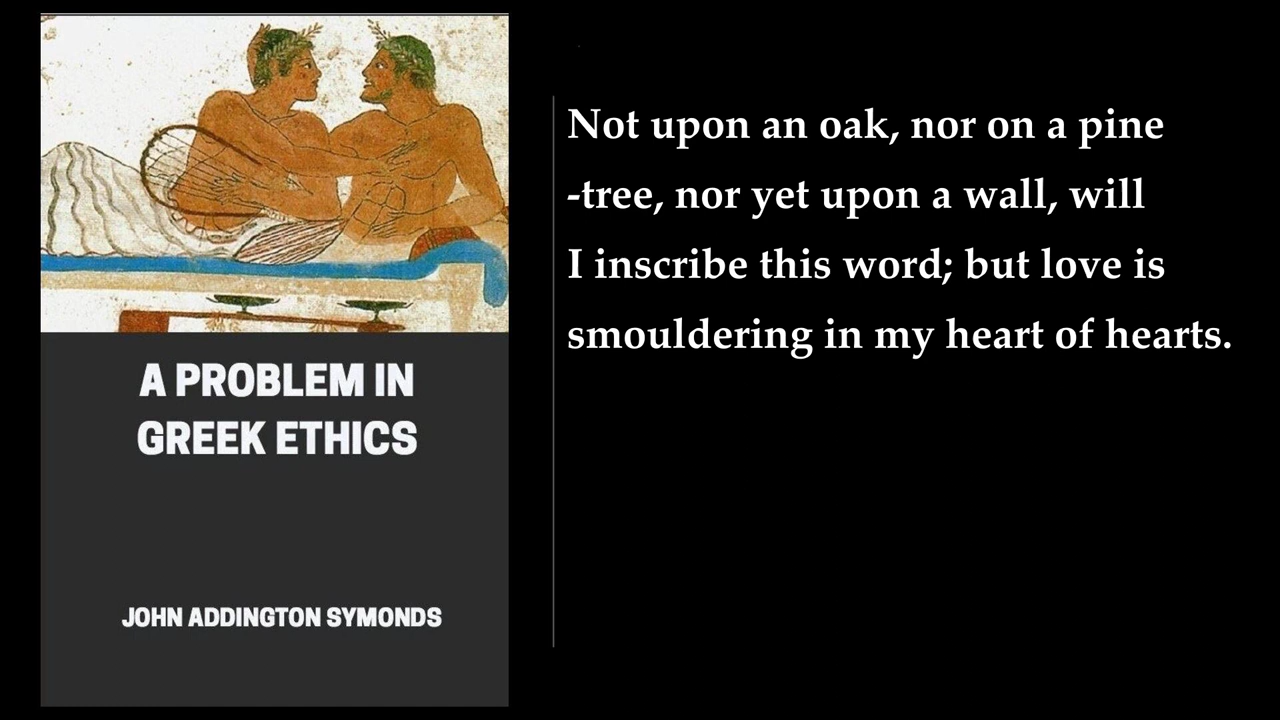 A PROBLEM IN
GREEK ETHICS
JOHN ADDINGTON SYMONDS
Not upon an oak, nor on a pine
-tree, nor yet upon a wall, will
I inscribe this word; but love is
smouldering in my heart of hearts.